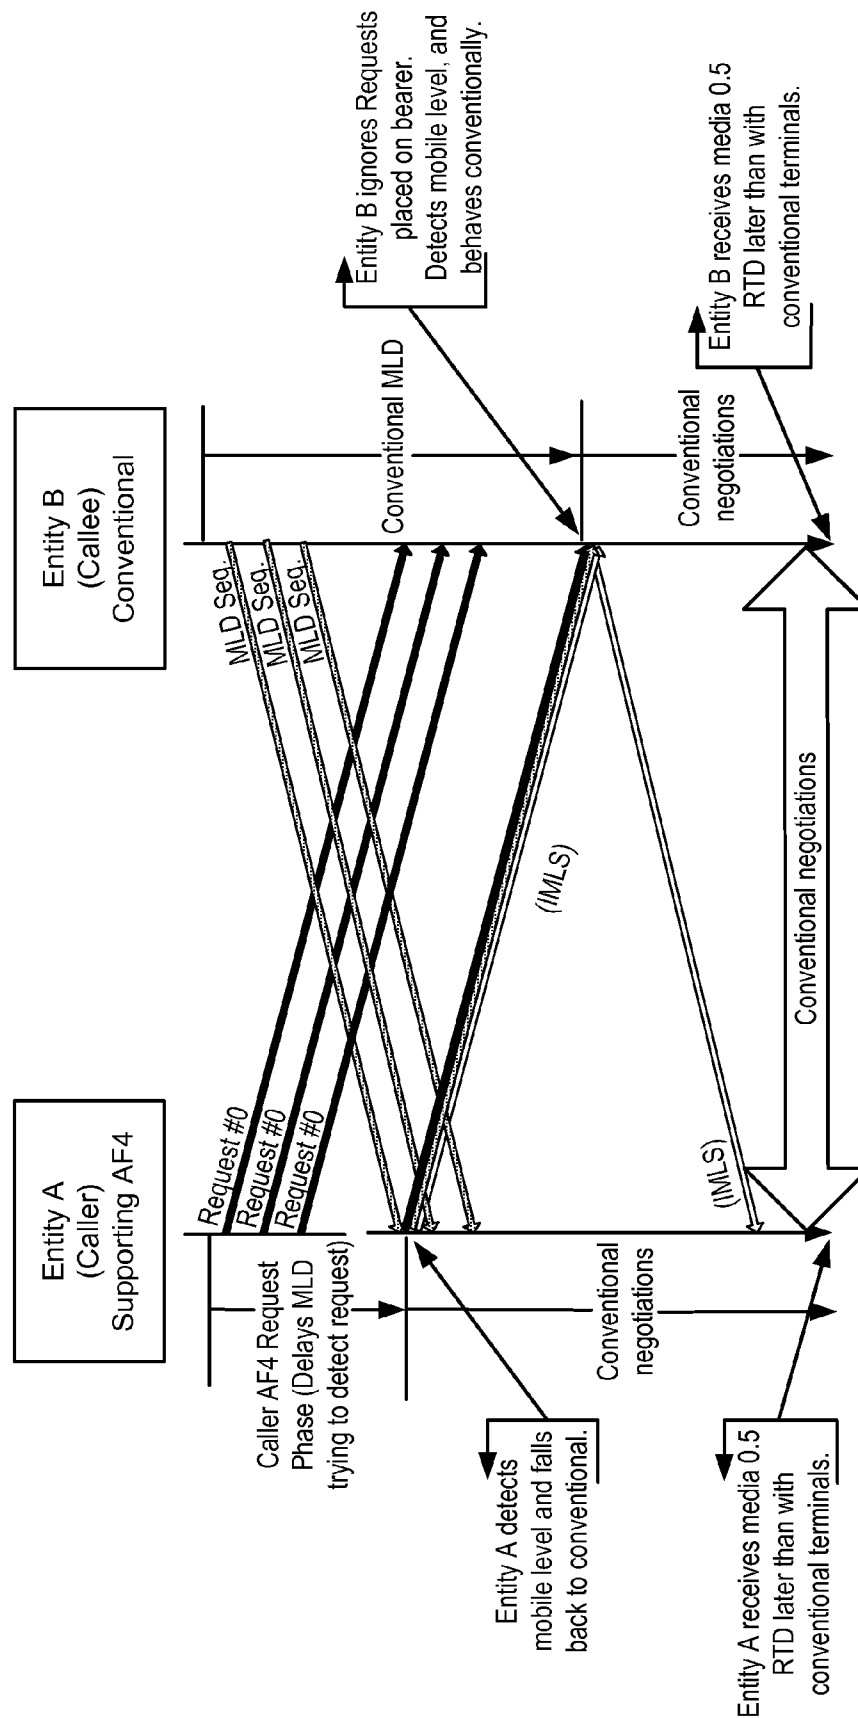 Entity A
(Caller)
Supporting AF4
Entity B
(Callee)
Conventional
Caller AF4 Request
Phase (Delays MLD
trying to detect request)
Request #0
Request #0
Request #0
MLD Seq.
MLD Seq.
MLD Seq.
Conventional MLD
Entity B ignores Requests
placed on bearer.
Detects mobile level, and
behaves conventionally.
Entity A detects
mobile level and falls
back to conventional.
Conventional
negotiations
(IMLS)
(IMLS)
Conventional
negotiations
Conventional negotiations
Entity A receives media 0.5
RTD later than with
conventional terminals.
Entity B receives media 0.5
RTD later than with
conventional terminals.